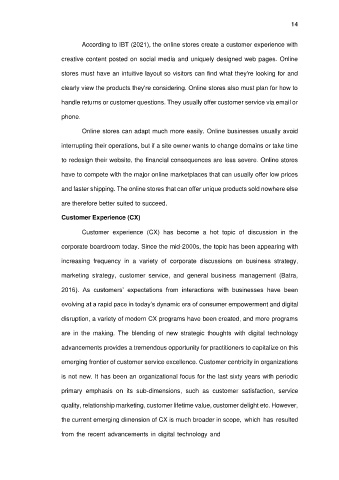 14
According to IBT (2021), the online stores create a customer experience with
creative content posted on social media and uniquely designed web pages. Online
stores must have an intuitive layout so visitors can find what they're looking for and
clearly view the products they're considering. Online stores also must plan for how to
handle returns or customer questions. They usually offer customer service via email or
phone.
Online stores can adapt much more easily. Online businesses usually avoid
interrupting their operations, but if a site owner wants to change domains or take time
to redesign their website, the financial consequences are less severe. Online stores
have to compete with the major online marketplaces that can usually offer low prices
and faster shipping. The online stores that can offer unique products sold nowhere else
are therefore better suited to succeed.
Customer Experience (CX)
Customer experience (CX) has become a hot topic of discussion in the
corporate boardroom today. Since the mid-2000s, the topic has been appearing with
increasing frequency in a variety of corporate discussions on business strategy,
marketing strategy, customer service, and general business management (Batra,
2016). As customers' expectations from interactions with businesses have been
evolving at a rapid pace in today's dynamic era of consumer empowerment and digital
disruption, a variety of modern CX programs have been created, and more programs
are in the making. The blending of new strategic thoughts with digital technology
advancements provides a tremendous opportunity for practitioners to capitalize on this
emerging frontier of customer service excellence. Customer centricity in organizations
is not new. It has been an organizational focus for the last sixty years with periodic
primary emphasis on its sub-dimensions, such as customer satisfaction, service
quality, relationship marketing, customer lifetime value, customer delight etc. However,
the current emerging dimension of CX is much broader in scope, which has resulted
from the recent advancements in digital technology and